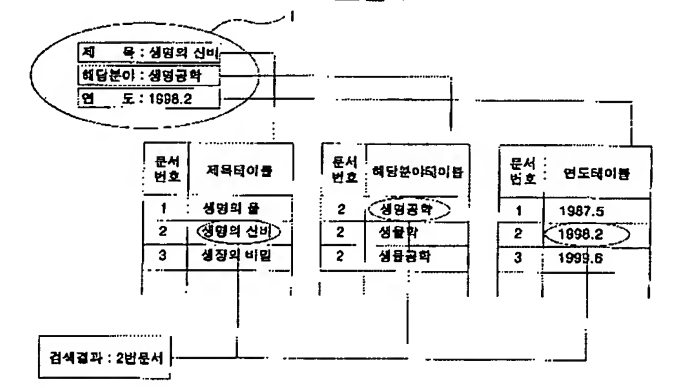 1
제 목 : 생명의 신비
해당분야 : 생명공학
연 도 : 1998.2
문서 번호 제목테이블
1 생명의 물
2 생명의 신비
3 생장의 비밀
문서 번호 해당분야테이블
2 생명공학
2 생물학
2 생물공학
문서 번호 연도테이블
1 1987.5
2 1998.2
3 1999.6
검색결과 : 2번문서